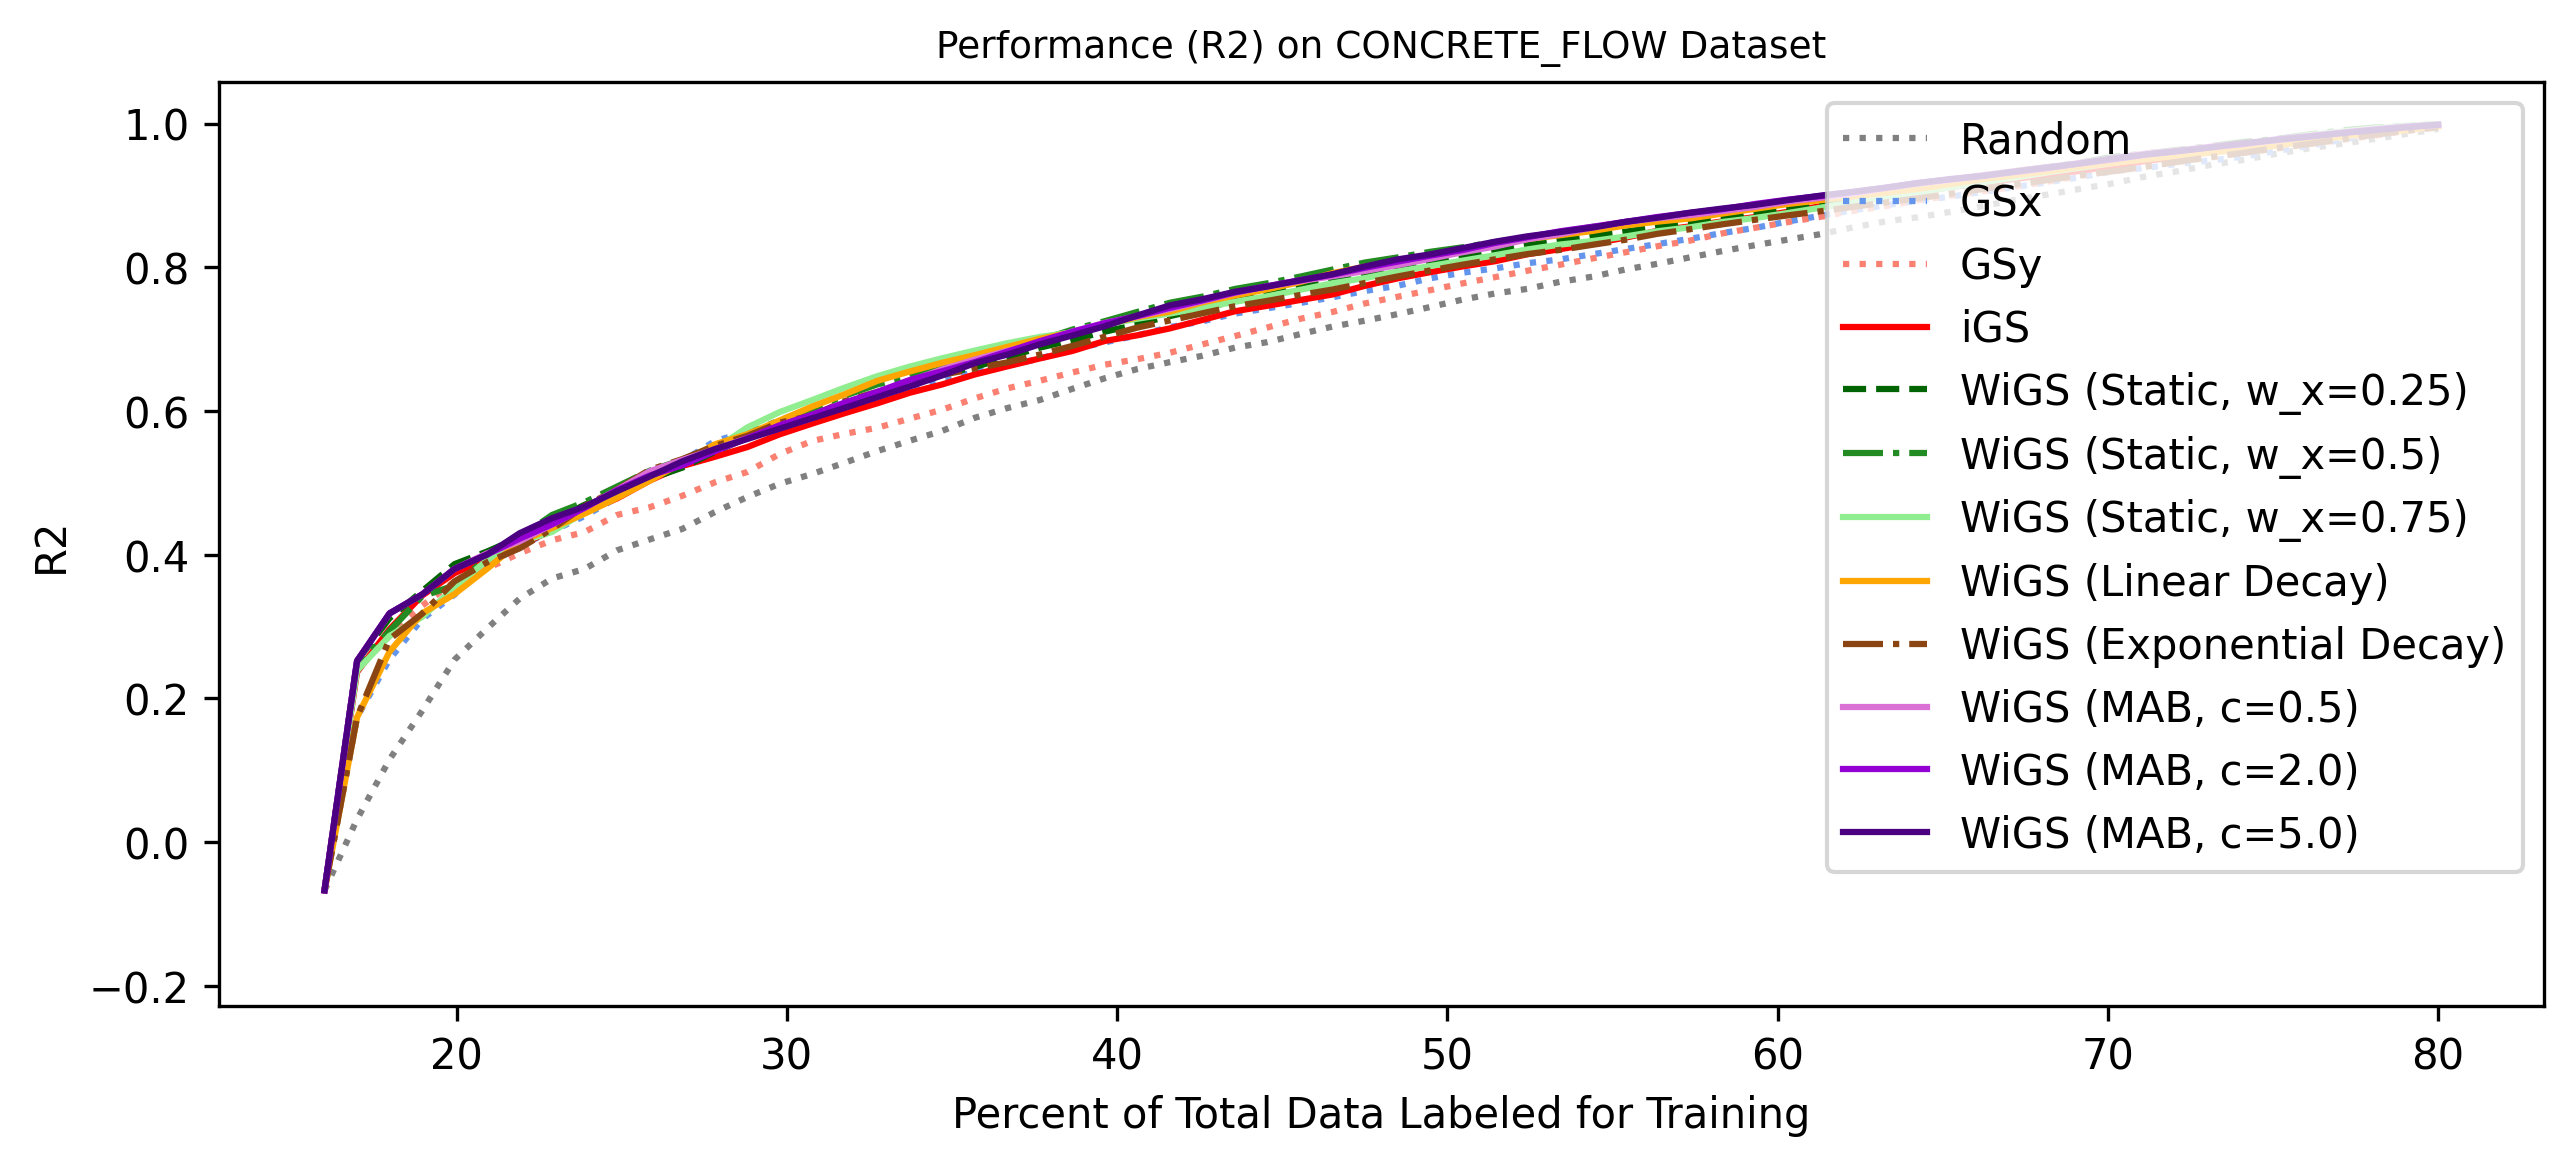 Performance (R2) on CONCRETE_FLOW Dataset
1.0
0.8
0.6
0.4
0.2
0.0
−0.2
R2
20 30 40 50 60 70 80
Percent of Total Data Labeled for Training
Random
GSx
GSy
iGS
WiGS (Static, w_x=0.25)
WiGS (Static, w_x=0.5)
WiGS (Static, w_x=0.75)
WiGS (Linear Decay)
WiGS (Exponential Decay)
WiGS (MAB, c=0.5)
WiGS (MAB, c=2.0)
WiGS (MAB, c=5.0)